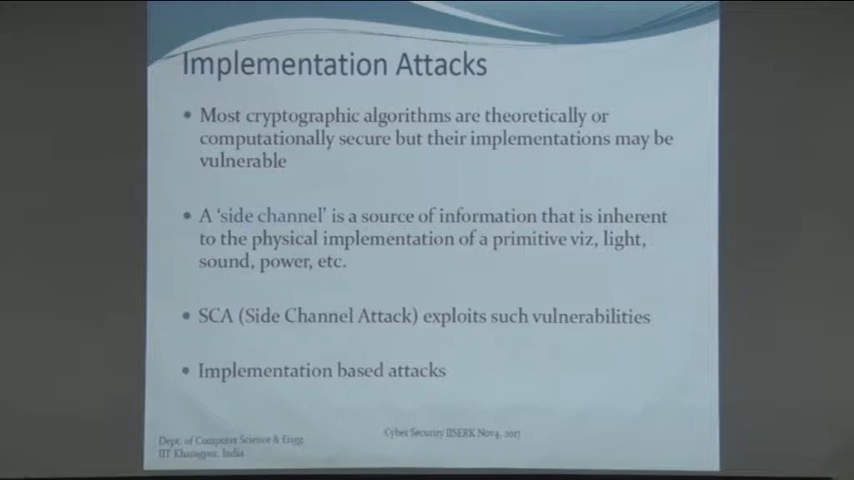 Implementation Attacks
• Most cryptographic algorithms are theoretically or
computationally secure but their implementations may be
vulnerable
• A 'side channel' is a source of information that is inherent
to the physical implementation of a primitive viz, light,
sound, power, etc.
• SCA (Side Channel Attack) exploits such vulnerabilities
• Implementation based attacks
Dept. of Computer Science & Engg.
IIT Kharagpur, India
Cyber Security IISERK Nov4, 2017